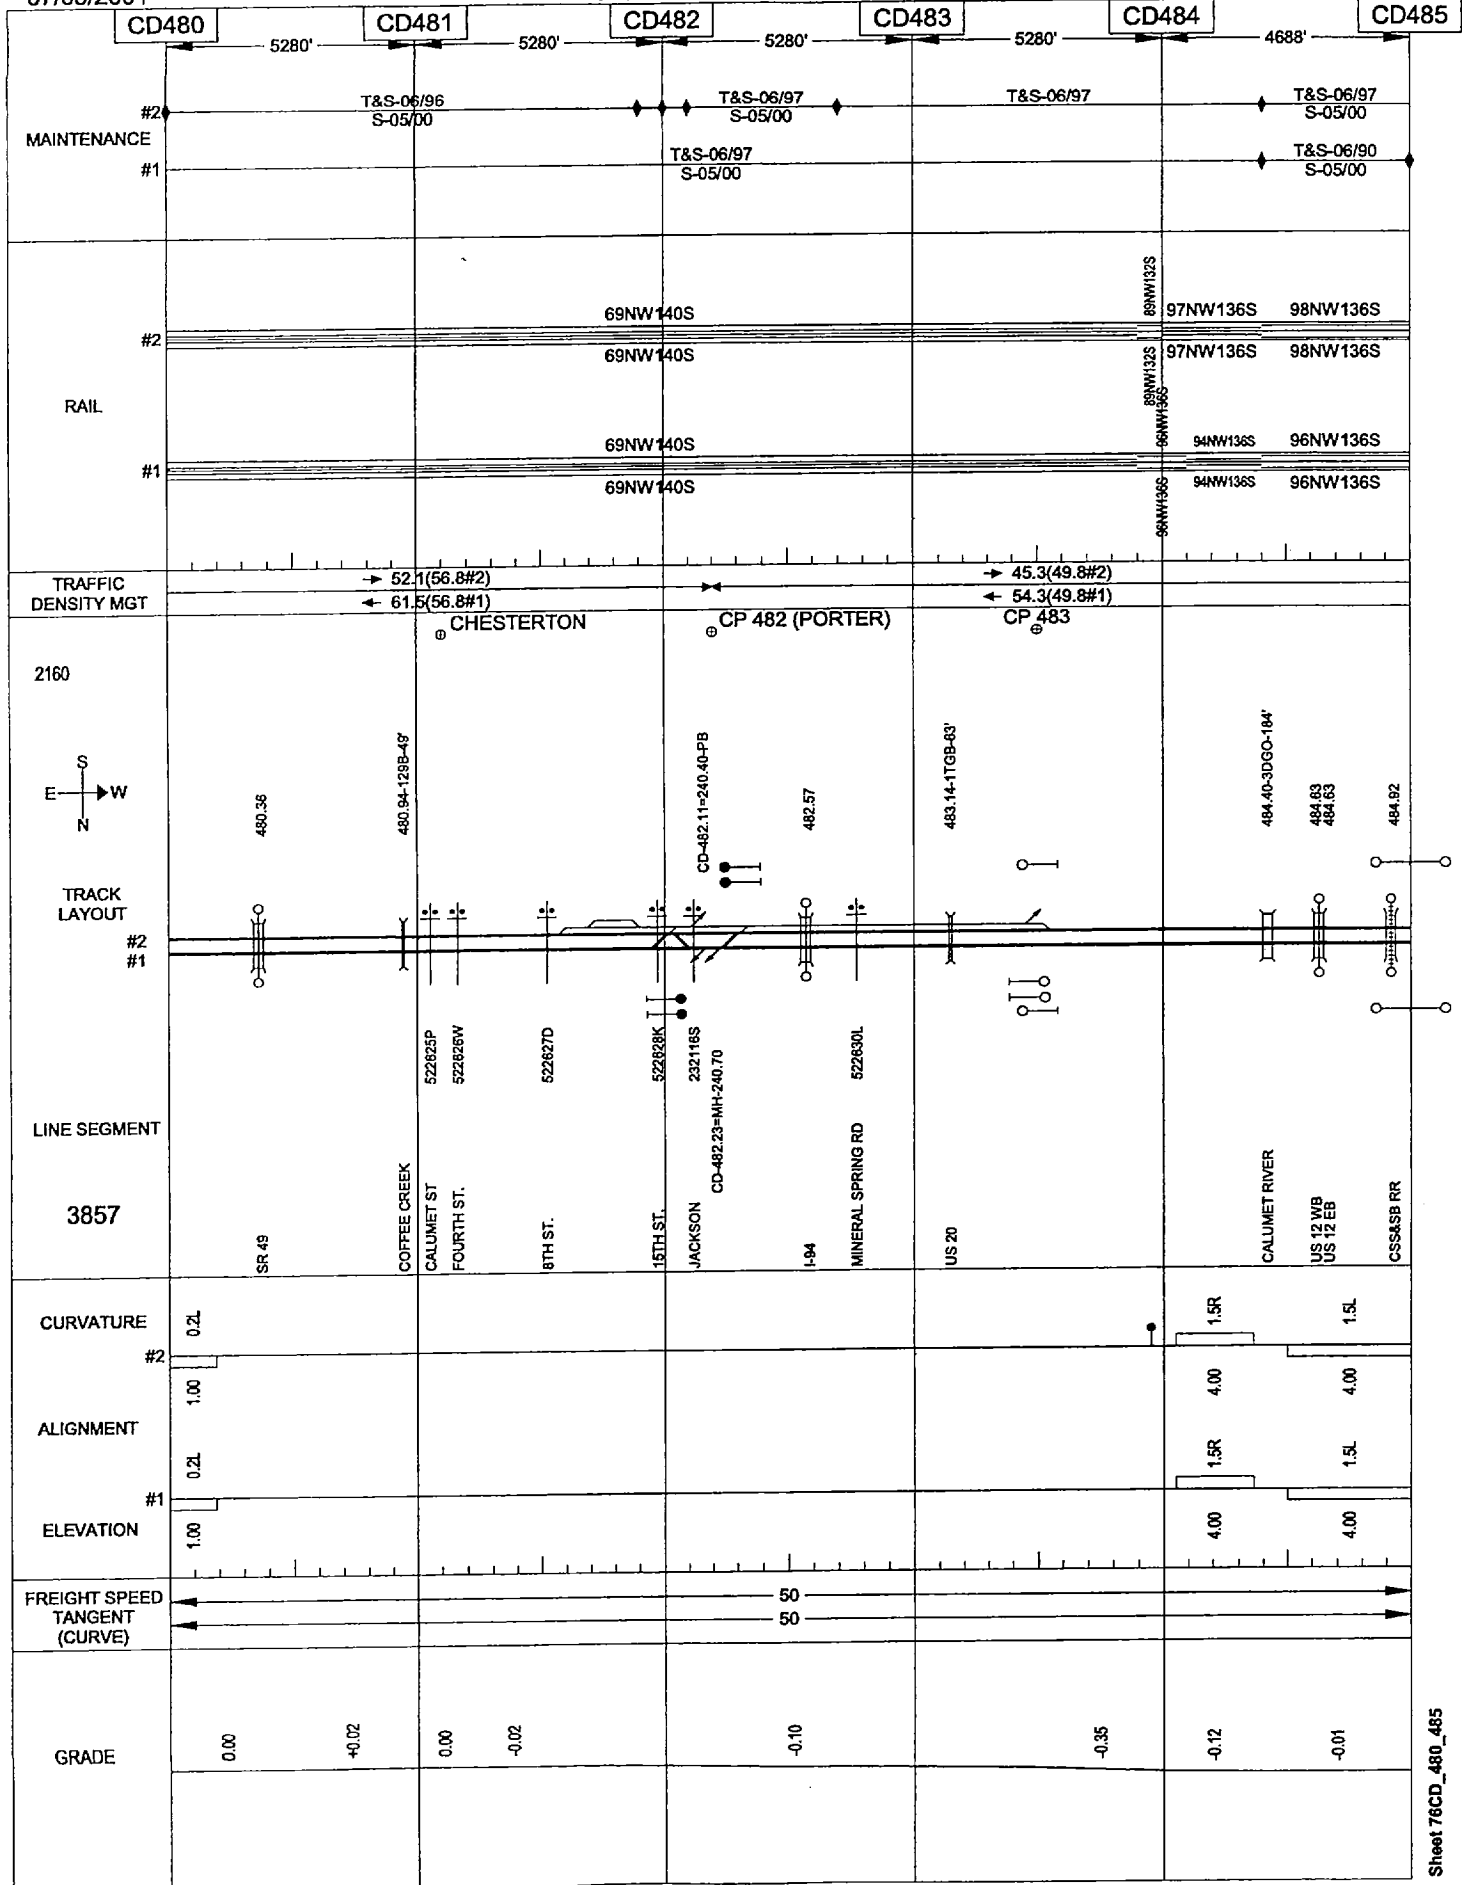 CD480 CD481 CD482 CD483 CD484 CD485
5280' 5280' 5280' 5280' 4688'
MAINTENANCE
#2
T&S-06/96
S-05/00
T&S-06/97
S-05/00
T&S-06/97
T&S-06/97
S-05/00
#1
T&S-06/97
S-05/00
T&S-06/90
S-05/00
RAIL
#2
69NW140S
89NW132S
97NW136S 98NW136S
69NW140S
89NW132S
97NW136S 98NW136S
#1
69NW140S
96NW136S
94NW136S 96NW136S
69NW140S
96NW136S
94NW136S 96NW136S
TRAFFIC
DENSITY MGT
52.1(56.8#2)
45.3(49.8#2)
61.5(56.8#1)
54.3(49.8#1)
CHESTERTON
CP 482 (PORTER)
CP 483
2160
S
E W
N
480.36
480.94-129B-49'
CD-482.11=240.40-PB
482.57
483.14-1TGB-83'
484.40-3DGO-184'
484.63
484.63
484.92
TRACK
LAYOUT
#2
#1
522625P
522626W
522627D
522628K
232116S
CD-482.23=MH-240.70
522630L
LINE SEGMENT
3857
SR 49
COFFEE CREEK
CALUMET ST
FOURTH ST.
8TH ST.
15TH ST.
JACKSON
I-94
MINERAL SPRING RD
US 20
CALUMET RIVER
US 12 WB
US 12 EB
CSS&SB RR
CURVATURE
0.2L 1.5R 1.5L
#2
1.00 4.00 4.00
ALIGNMENT
0.2L 1.5R 1.5L
#1
ELEVATION
1.00 4.00 4.00
FREIGHT SPEED
TANGENT
(CURVE)
50
50
GRADE
0.00 +0.02 0.00 -0.02 -0.10 -0.35 -0.12 -0.01
Sheet 76CD_480_485